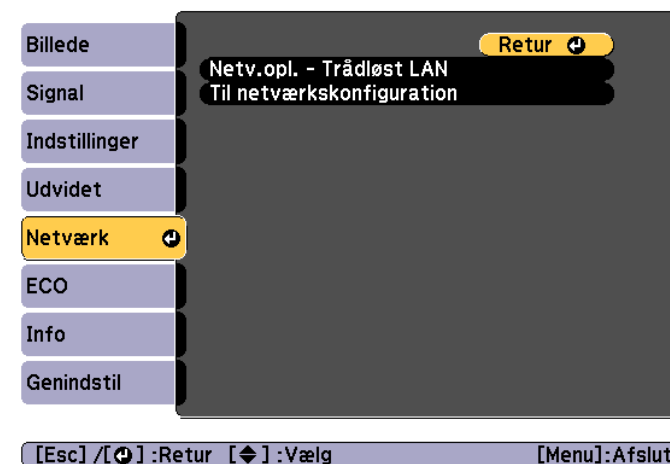 Billede
Signal
Indstillinger
Udvidet
Netværk
ECO
Info
Genindstil
Retur
Netv.opl. - Trådløst LAN
Til netværkskonfiguration
[Esc] /[⏎] :Retur [◆] :Vælg [Menu]:Afslut